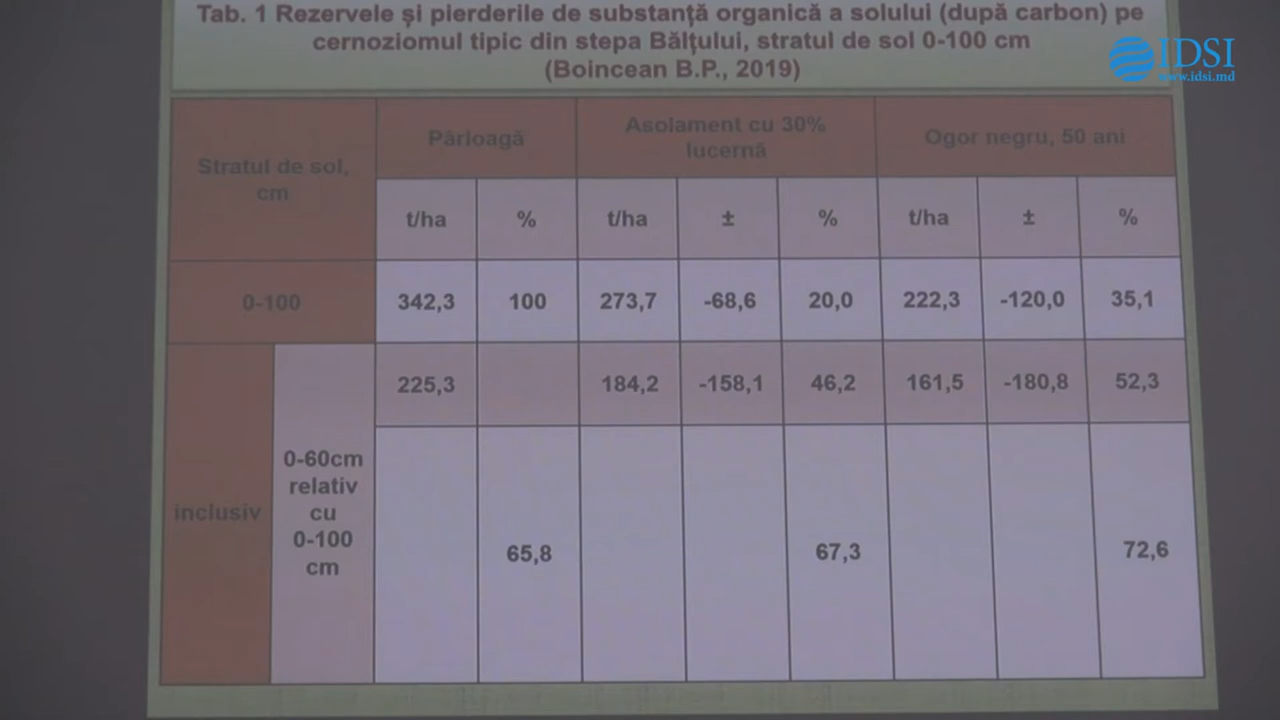 Tab. 1 Rezervele și pierderile de substanță organică a solului (după carbon) pe
cernoziomul tipic din stepa Bălțului, stratul de sol 0-100 cm
(Boincean B.P., 2019)
IDSI
www.idsi.md
Stratul de sol,
cm
Pârloagă
Asolament cu 30%
lucernă
Ogor negru, 50 ani
t/ha % t/ha ± % t/ha ± %
0-100 342,3 100 273,7 -68,6 20,0 222,3 -120,0 35,1
inclusiv
0-60cm
relativ
cu
0-100
cm
225,3 184,2 -158,1 46,2 161,5 -180,8 52,3
65,8 67,3 72,6